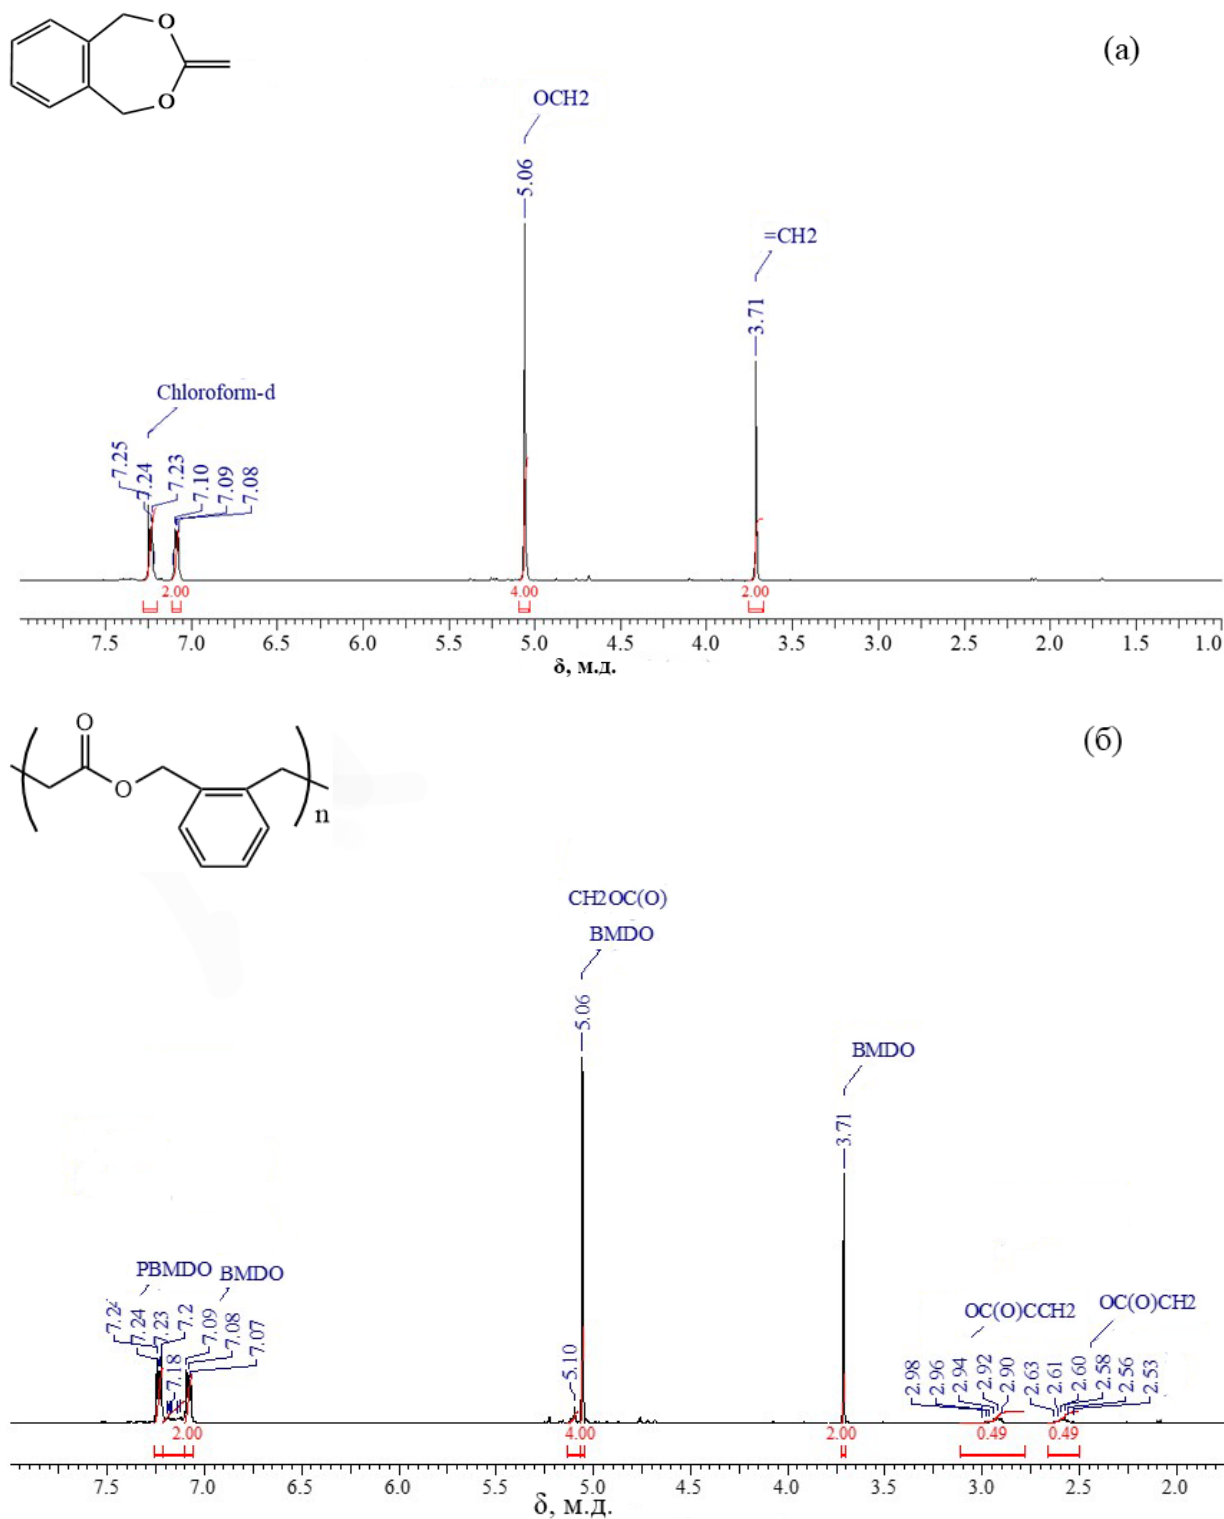 O
O
(а)
OCH2
5.06
=CH2
3.71
Chloroform-d
7.25
7.24
7.23
7.10
7.09
7.08
2.00
4.00
2.00
7.5 7.0 6.5 6.0 5.5 5.0 4.5 4.0 3.5 3.0 2.5 2.0 1.5 1.0
δ, м.д.
O
O
n
(б)
CH2OC(O)
BMDO
5.06
BMDO
3.71
PBMDO BMDO
7.24
7.24
7.23
7.2
7.18
7.09
7.08
7.07
5.10
OC(O)CCH2
OC(O)CH2
2.98
2.96
2.94
2.92
2.90
2.63
2.61
2.60
2.58
2.56
2.53
2.00
4.00
2.00
0.49
0.49
7.5 7.0 6.5 6.0 5.5 5.0 4.5 4.0 3.5 3.0 2.5 2.0
δ, м.д.